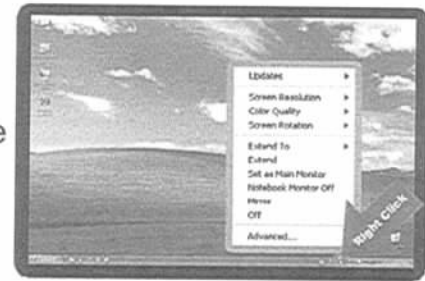 e
Updates
Screen Resolution
Color Quality
Screen Rotation
Extend To
Extend
Set as Main Monitor
Notebook Monitor Off
Mirror
Off
Advanced...
Right Click